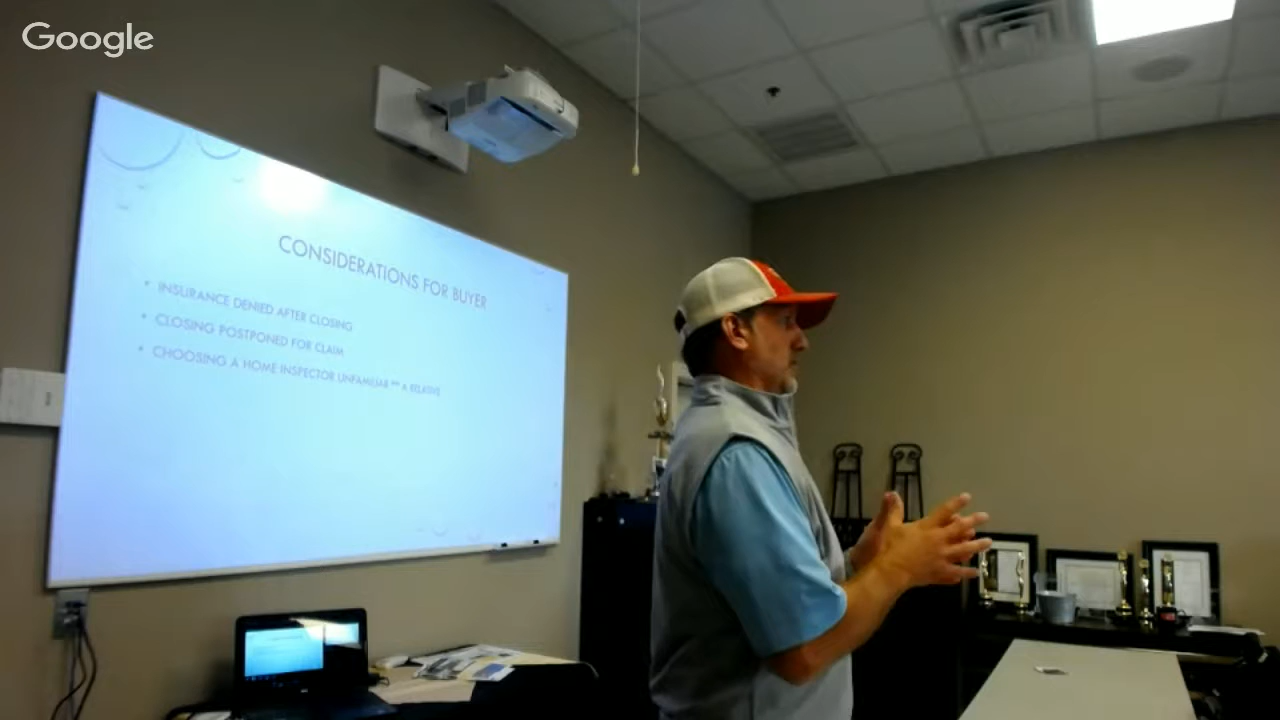 Google
CONSIDERATIONS FOR BUYER
• INSURANCE DENIED AFTER CLOSING
• CLOSING POSTPONED FOR CLAIM
• CHOOSING A HOME INSPECTOR UNFAMILIAR ** A RELATIVE